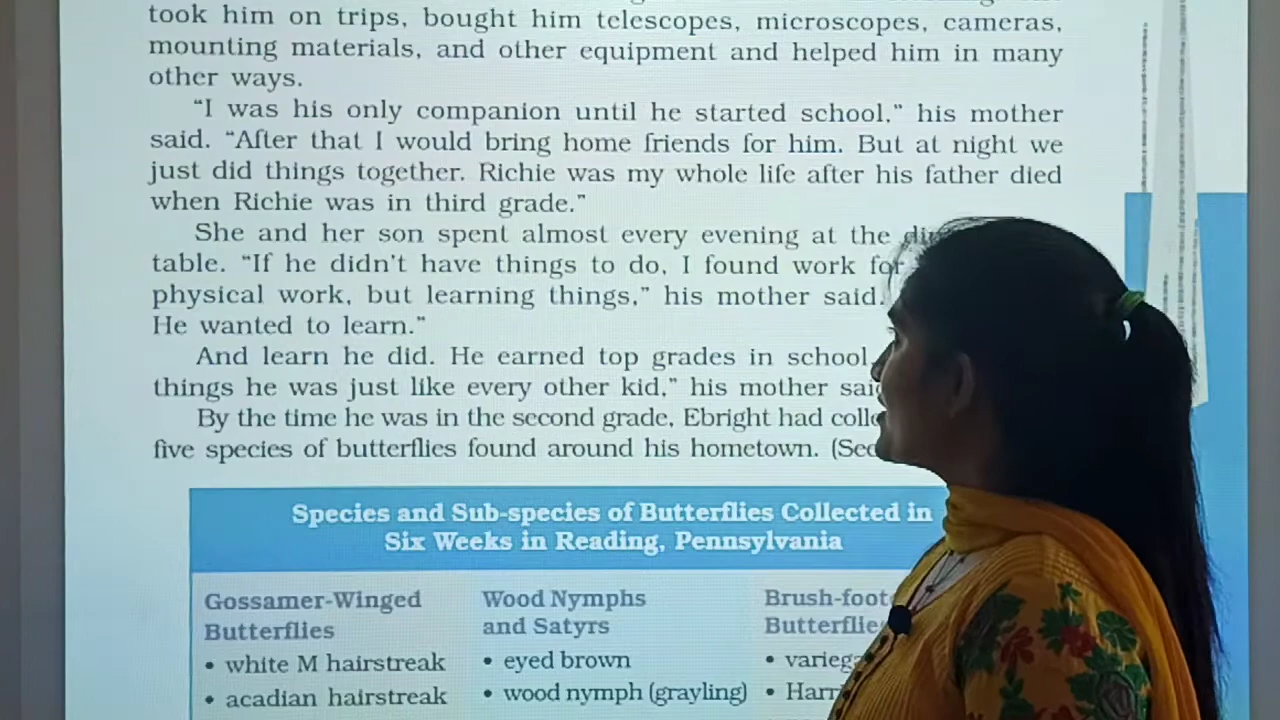 took him on trips, bought him telescopes, microscopes, cameras,
mounting materials, and other equipment and helped him in many
other ways.
"I was his only companion until he started school," his mother
said. "After that I would bring home friends for him. But at night we
just did things together. Richie was my whole life after his father died
when Richie was in third grade."
She and her son spent almost every evening at the
table. "If he didn't have things to do, I found work for
physical work, but learning things," his mother said.
He wanted to learn."
And learn he did. He earned top grades in school.
things he was just like every other kid," his mother
By the time he was in the second grade, Ebright had
five species of butterflies found around his hometown. (See
Species and Sub-species of Butterflies Collected in
Six Weeks in Reading, Pennsylvania
Gossamer-Winged
Butterflies
• white M hairstreak
• acadian hairstreak
Wood Nymphs
and Satyrs
• eyed brown
• wood nymph (grayling)
Brush-foot
Butterflies
•
•